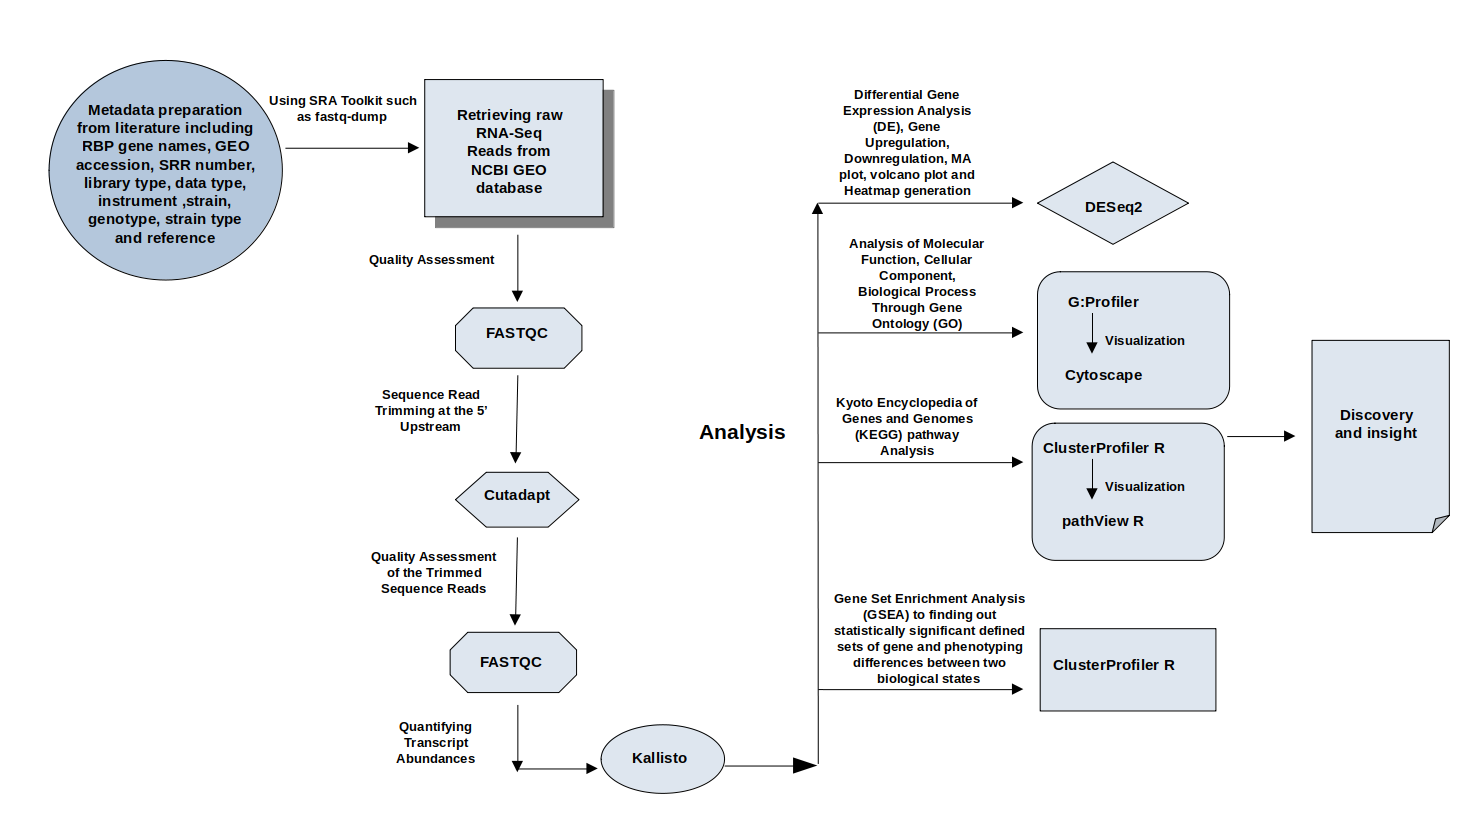 Metadata preparation
from literature including
RBP gene names, GEO
accession, SRR number,
library type, data type,
instrument ,strain,
genotype, strain type
and reference
Using SRA Toolkit such
as fastq-dump
Retrieving raw
RNA-Seq
Reads from
NCBI GEO
database
Quality Assessment
FASTQC
Sequence Read
Trimming at the 5’
Upstream
Cutadapt
Quality Assessment
of the Trimmed
Sequence Reads
FASTQC
Quantifying
Transcript
Abundances
Kallisto
Analysis
Differential Gene
Expression Analysis
(DE), Gene
Upregulation,
Downregulation, MA
plot, volcano plot and
Heatmap generation
DESeq2
Analysis of Molecular
Function, Cellular
Component,
Biological Process
Through Gene
Ontology (GO)
G:Profiler
Visualization
Cytoscape
Kyoto Encyclopedia of
Genes and Genomes
(KEGG) pathway
Analysis
ClusterProfiler R
Visualization
pathView R
Gene Set Enrichment Analysis
(GSEA) to finding out
statistically significant defined
sets of gene and phenotyping
differences between two
biological states
ClusterProfiler R
Discovery
and insight